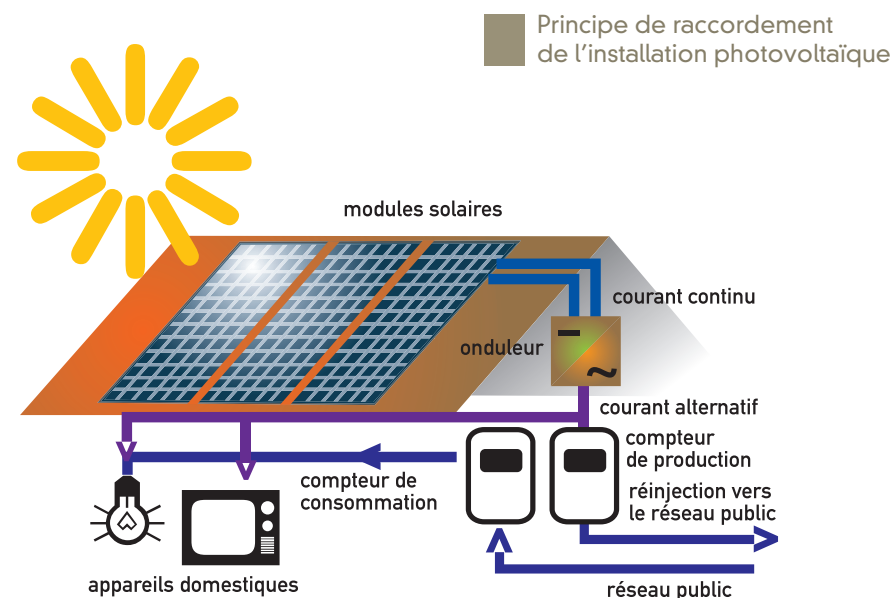 Principe de raccordement
de l'installation photovoltaïque
modules solaires
courant continu
onduleur
courant alternatif
compteur
de production
compteur de
consommation
réinjection vers
le réseau public
appareils domestiques
réseau public